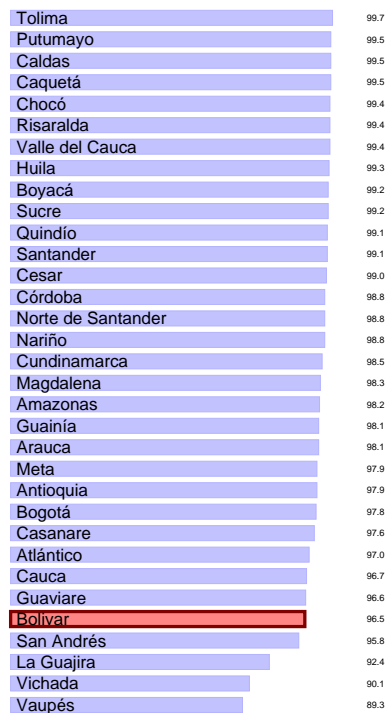 Tolima 99.7
Putumayo 99.5
Caldas 99.5
Caquetá 99.5
Chocó 99.4
Risaralda 99.4
Valle del Cauca 99.4
Huila 99.3
Boyacá 99.2
Sucre 99.2
Quindío 99.1
Santander 99.1
Cesar 99.0
Córdoba 98.8
Norte de Santander 98.8
Nariño 98.8
Cundinamarca 98.5
Magdalena 98.3
Amazonas 98.2
Guainía 98.1
Arauca 98.1
Meta 97.9
Antioquia 97.9
Bogotá 97.8
Casanare 97.6
Atlántico 97.0
Cauca 96.7
Guaviare 96.6
Bolivar 96.5
San Andrés 95.8
La Guajira 92.4
Vichada 90.1
Vaupés 89.3